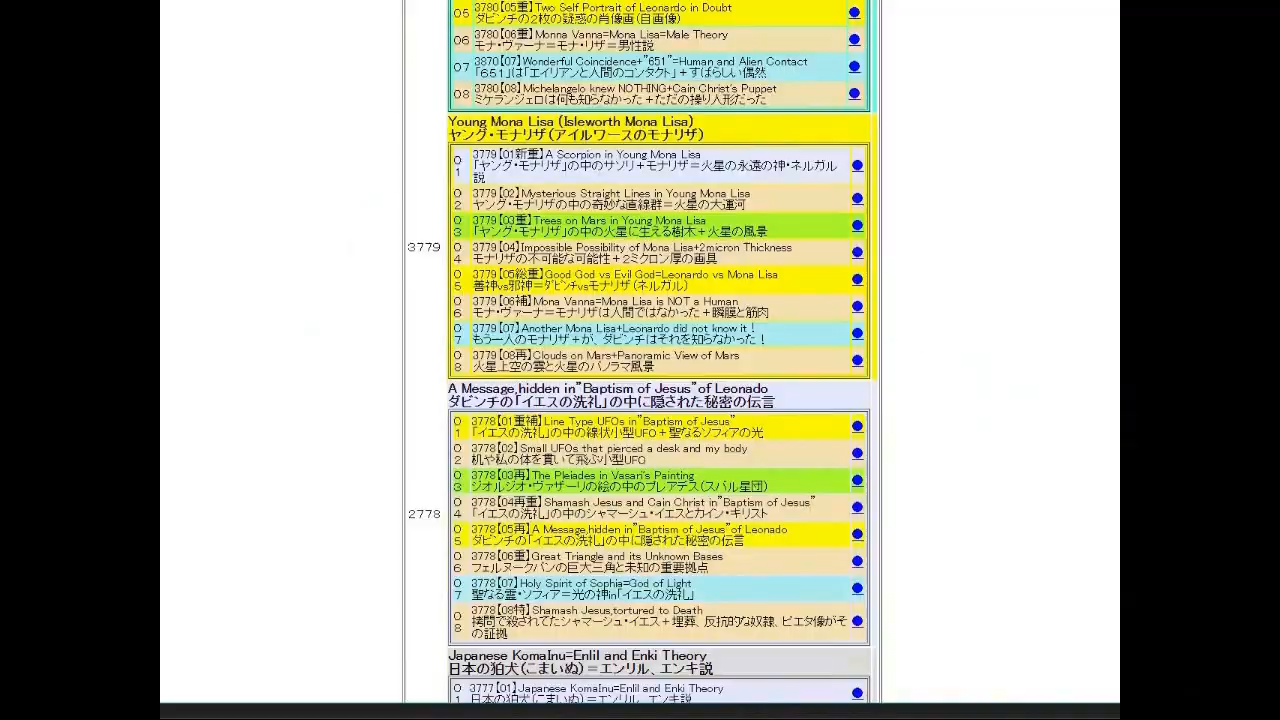 05 3780【05重】Two Self Portrait of Leonardo in Doubt
ダビンチの2枚の疑惑の肖像画(自画像)
06 3780【06重】Monna Vanna=Mona Lisa=Male Theory
モナ・ヴァーナ=モナ・リザ=男性説
07 3870【07】Wonderful Coincidence+"651"=Human and Alien Contact
「651」は「エイリアンと人間のコンタクト」+すばらしい偶然
08 3780【08】Michelangelo knew NOTHING+Cain Christ's Puppet
ミケランジェロは何も知らなかった+ただの操り人形だった
Young Mona Lisa (Isleworth Mona Lisa)
ヤング・モナリザ(アイルワースのモナリザ)
3779
01 3779【01新重】A Scorpion in Young Mona Lisa
「ヤング・モナリザ」の中のサソリ+モナリザ=火星の永遠の神・ネルガル
説
02 3779【02】Mysterious Straight Lines in Young Mona Lisa
ヤング・モナリザの中の奇妙な直線群=火星の大運河
03 3779【03重】Trees on Mars in Young Mona Lisa
「ヤング・モナリザ」の中の火星に生える樹木+火星の風景
04 3779【04】Impossible Possibility of Mona Lisa+2micron Thickness
モナリザの不可能な可能性+2ミクロン厚の画具
05 3779【05総重】Good God vs Evil God=Leonardo vs Mona Lisa
善神vs邪神=ダビンチvsモナリザ(ネルガル)
06 3779【06補】Mona Vanna=Mona Lisa is NOT a Human
モナ・ヴァーナ=モナリザは人間ではなかった+瞬膜と筋肉
07 3779【07】Another Mona Lisa+Leonardo did not know it!
もう一人のモナリザ+が、ダビンチはそれを知らなかった!
08 3779【08再】Clouds on Mars+Panoramic View of Mars
火星上空の雲と火星のパノラマ風景
A Message,hidden in"Baptism of Jesus"of Leonado
ダビンチの「イエスの洗礼」の中に隠された秘密の伝言
2778
01 3778【01重補】Line Type UFOs in"Baptism of Jesus"
「イエスの洗礼」の中の線状小型UFO+聖なるソフィアの光
02 3778【02】Small UFOs that pierced a desk and my body
机や私の体を貫いて飛ぶ小型UFO
03 3778【03再】The Pleiades in Vasari's Painting
ジオルジオ・ヴァザーリの絵の中のプレアデス(スバル星団)
04 3778【04再重】Shamash Jesus and Cain Christ in"Baptism of Jesus"
「イエスの洗礼」の中のシャマーシュ・イエスとカイン・キリスト
05 3778【05再】A Message,hidden in"Baptism of Jesus"of Leonado
ダビンチの「イエスの洗礼」の中に隠された秘密の伝言
06 3778【06重】Great Triangle and its Unknown Bases
フェルヌークバンの巨大三角と未知の重要拠点
07 3778【07】Holy Spirit of Sophia=God of Light
聖なる霊・ソフィア=光の神in「イエスの洗礼」
08 3778【08特】Shamash Jesus,tortured to Death
拷問で殺されてたシャマーシュ・イエス+埋葬、反抗的な奴隷、ピエタ像がそ
の証拠
Japanese KomaInu=Enlil and Enki Theory
日本の狛犬(こまいぬ)=エンリル、エンキ説
01 3777【01】Japanese KomaInu=Enlil and Enki Theory
日本の狛犬(こまいぬ)=エンリル、エンキ説